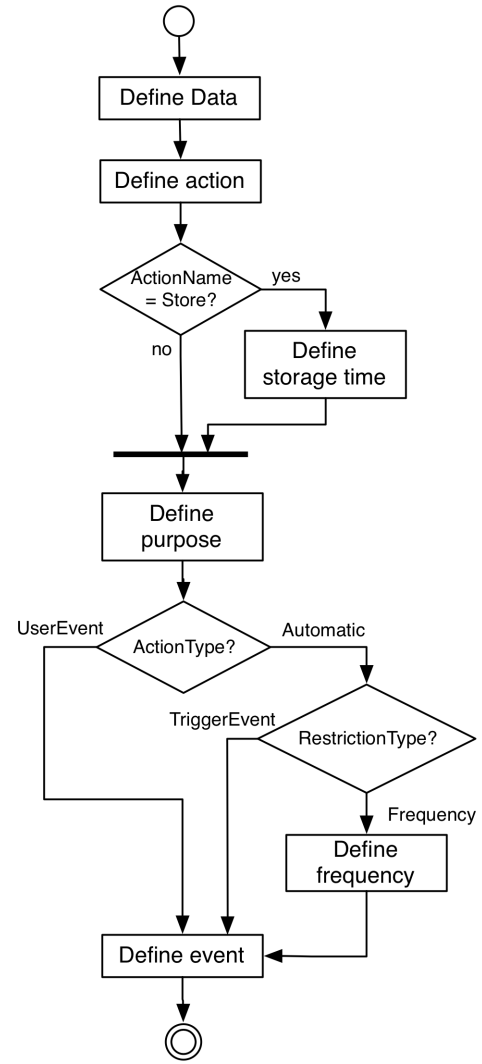 Define Data
Define action
ActionName
= Store?
yes
no
Define
storage time
Define
purpose
UserEvent
ActionType?
Automatic
TriggerEvent
RestrictionType?
Frequency
Define
frequency
Define event